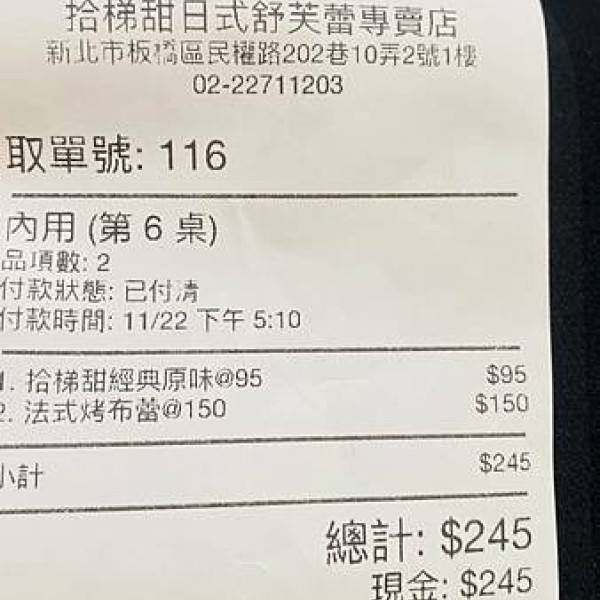 拾梯甜日式舒芙蕾專賣店
新北市板橋區民權路202巷10弄2號1樓
02-22711203
取單號: 116
內用 (第 6 桌)
品項數: 2
付款狀態: 已付清
付款時間: 11/22 下午 5:10
1. 拾梯甜經典原味@95 $95
2. 法式烤布蕾@150 $150
小計 $245
總計: $245
現金: $245